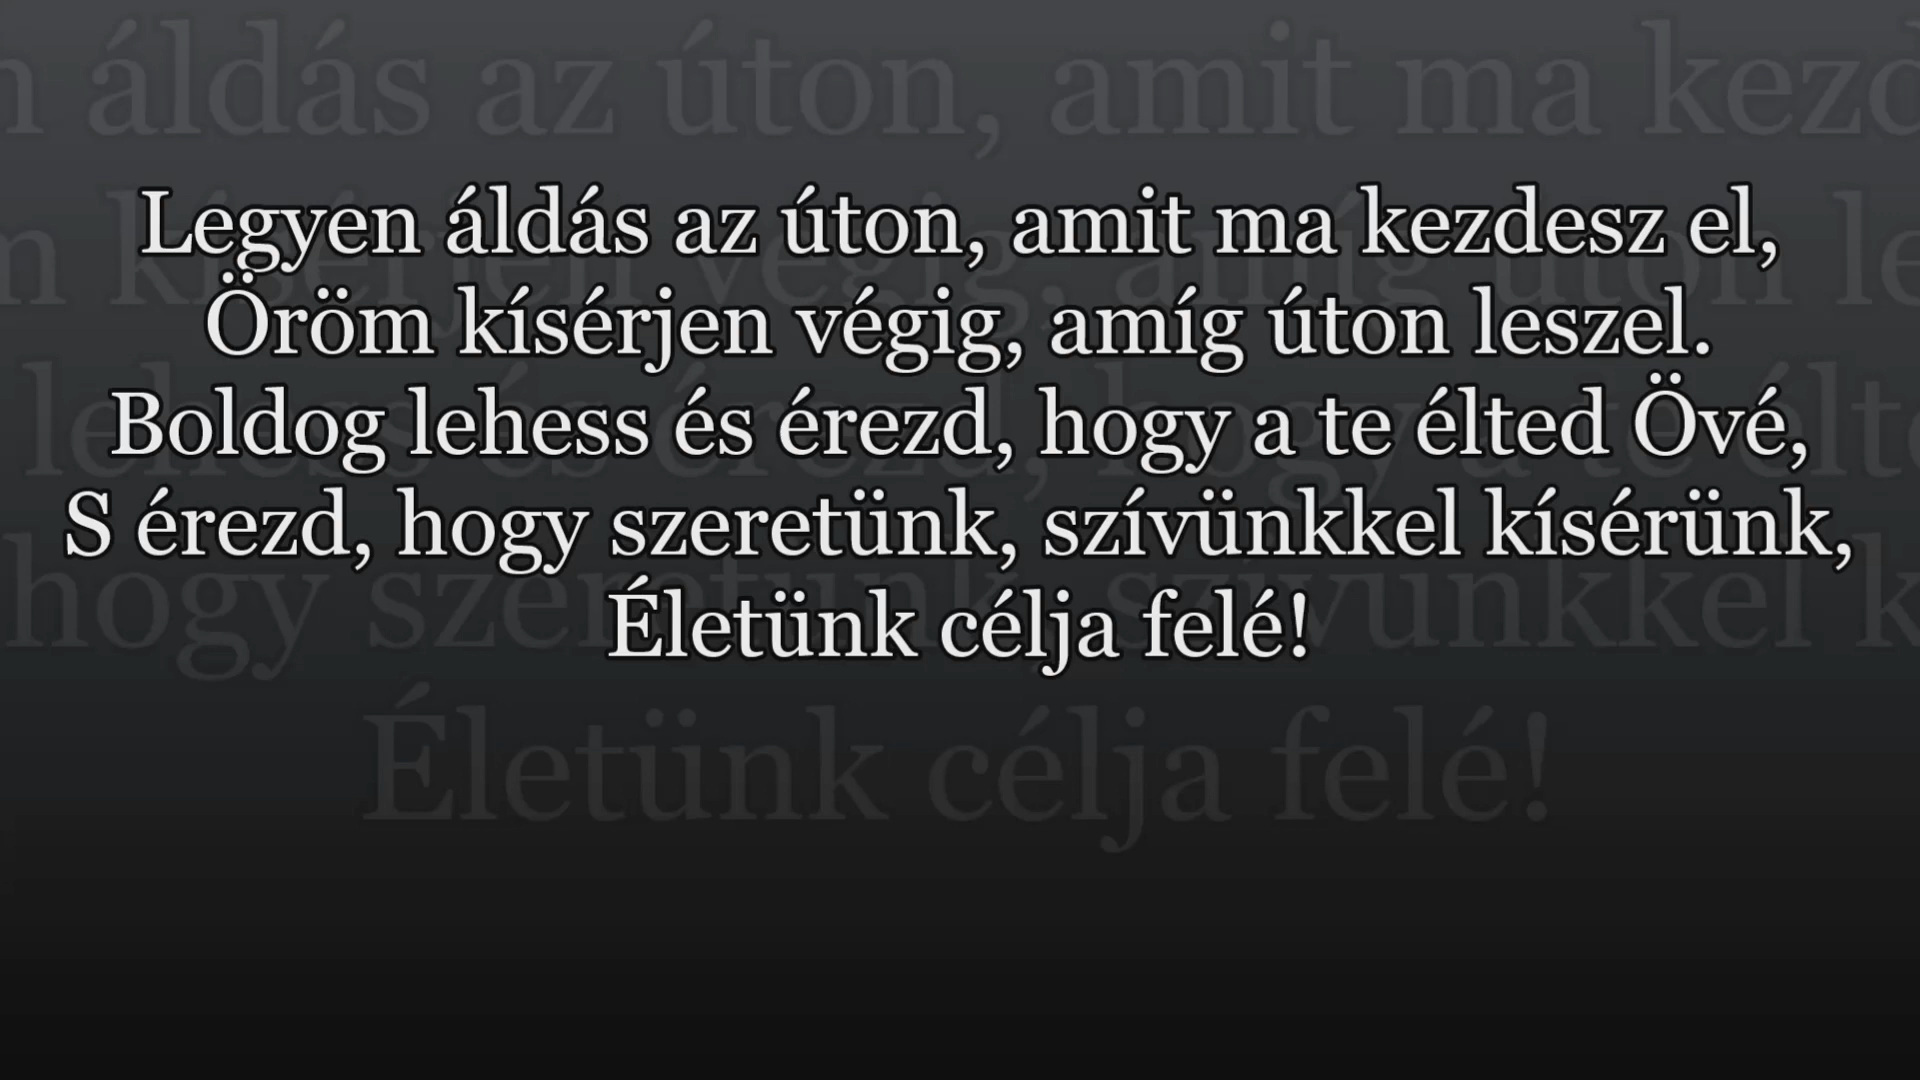 Legyen áldás az úton, amit ma kezdesz el,
Öröm kísérjen végig, amíg úton leszel.
Boldog lehess és érezd, hogy a te élted Övé,
S érezd, hogy szeretünk, szívünkkel kísérünk,
Életünk célja felé!